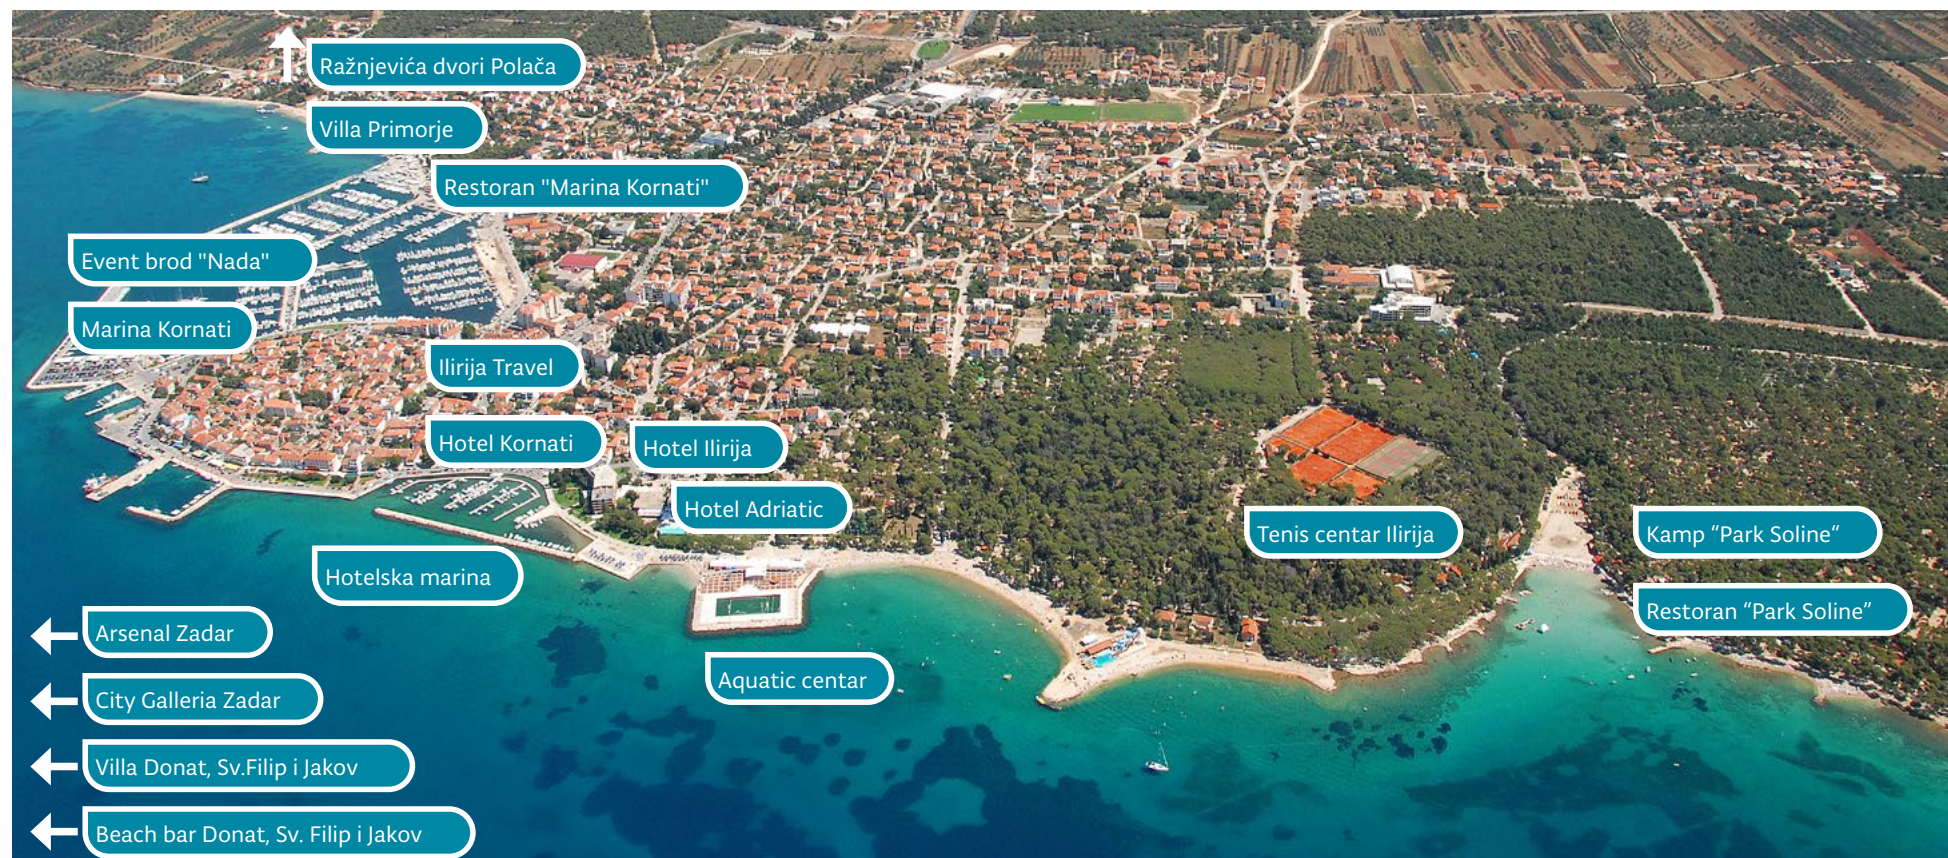 Ražnjevića dvori Polača
Villa Primorje
Restoran "Marina Kornati"
Event brod "Nada"
Marina Kornati
Ilirija Travel
Hotel Kornati
Hotel Ilirija
Hotel Adriatic
Tenis centar Ilirija
Kamp “Park Soline“
Hotelska marina
Restoran “Park Soline”
Arsenal Zadar
Aquatic centar
City Galleria Zadar
Villa Donat, Sv.Filip i Jakov
Beach bar Donat, Sv. Filip i Jakov